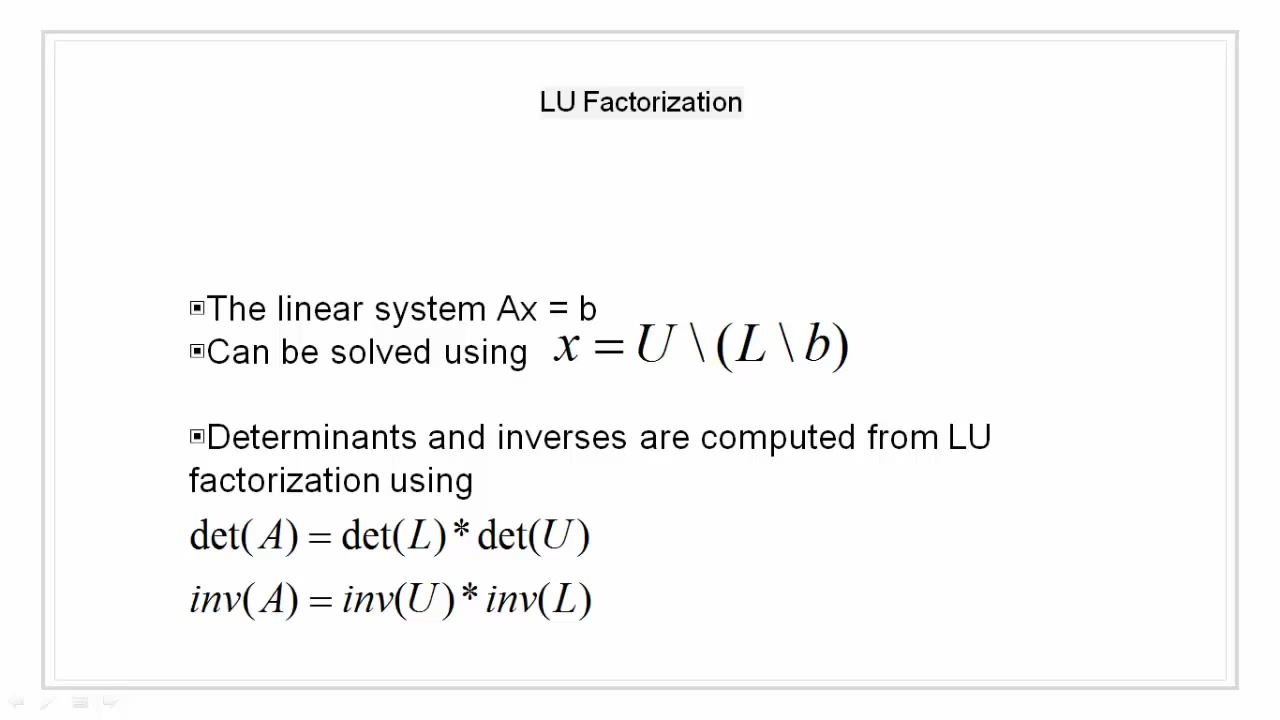 LU Factorization
▣The linear system Ax = b
▣Can be solved using x = U \ (L \ b)
▣Determinants and inverses are computed from LU
factorization using
det(A) = det(L) * det(U)
inv(A) = inv(U) * inv(L)